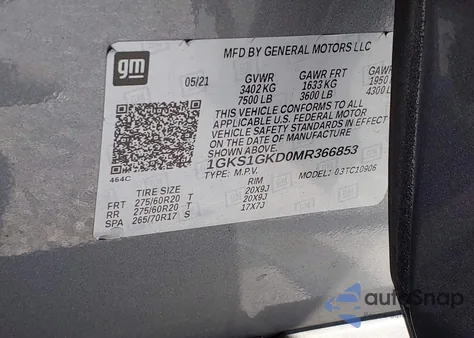 gm
MFD BY GENERAL MOTORS LLC
05/21 GVWR GAWR FRT GAWR
3402 KG 1633 KG 1950
7500 LB 3600 LB 4300 L
THIS VEHICLE CONFORMS TO ALL
APPLICABLE U.S. FEDERAL MOTOR
VEHICLE SAFETY STANDARDS IN EFFECT
ON THE DATE OF MANUFACTURE
1GKS1GKD0MR366853
464C TYPE: M.P.V. MODEL: 03TC10906
TIRE SIZE RIM
FRT 275/60R20 T 20X9J
RR 275/60R20 T 20X9J
SPA 265/70R17 S 17X7J
autoSnap